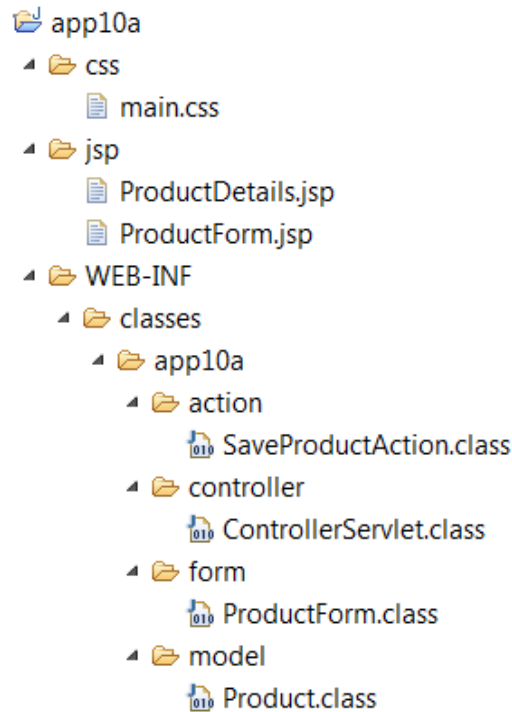 app10a
css
main.css
jsp
ProductDetails.jsp
ProductForm.jsp
WEB-INF
classes
app10a
action
SaveProductAction.class
controller
ControllerServlet.class
form
ProductForm.class
model
Product.class